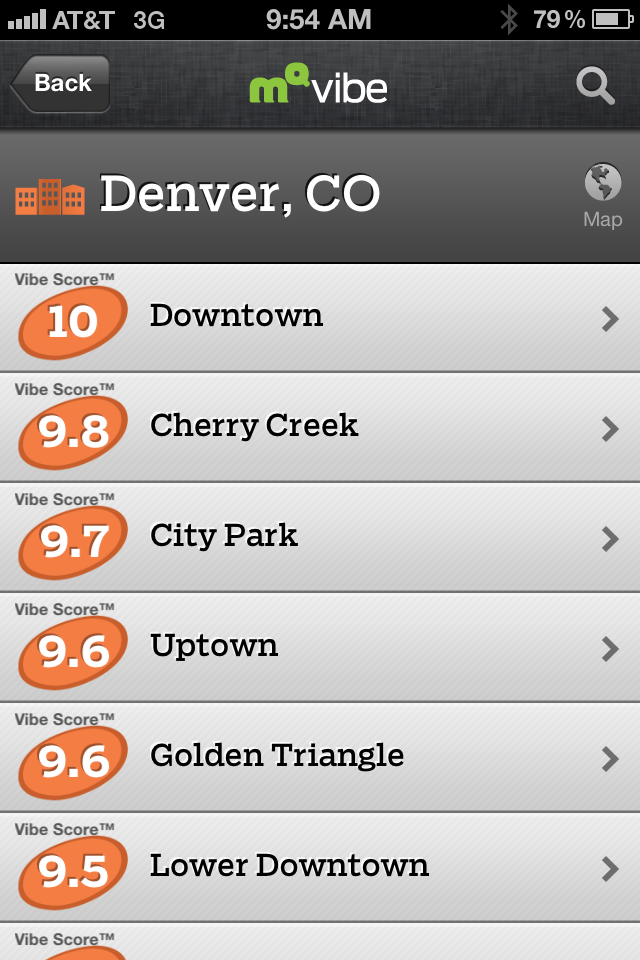 AT&T 3G 9:54 AM 79%
Back
movibe
Denver, CO
Map
Vibe Score™
10
Downtown
Vibe Score™
9.8
Cherry Creek
Vibe Score™
9.7
City Park
Vibe Score™
9.6
Uptown
Vibe Score™
9.6
Golden Triangle
Vibe Score™
9.5
Lower Downtown
Vibe Score™